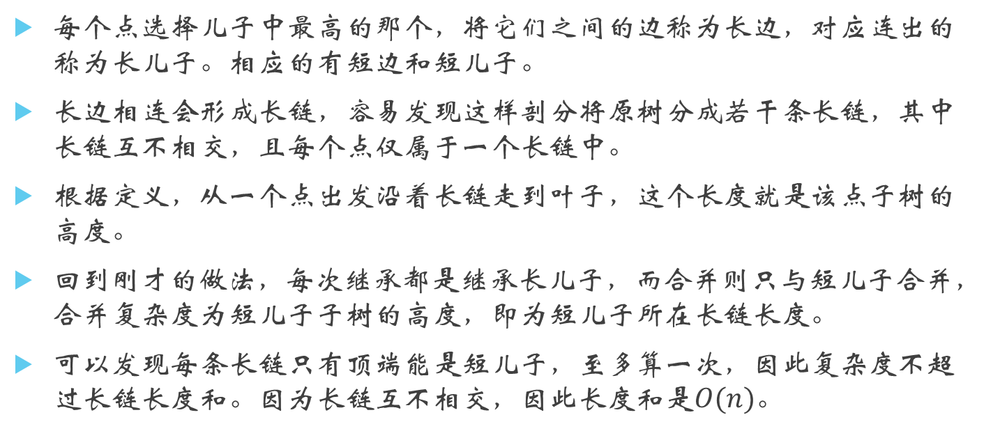 每个点选择儿子中最高的那个，将它们之间的边称为长边，对应连出的
称为长儿子。相应的有短边和短儿子。
长边相连会形成长链，容易发现这样剖分将原树分成若干条长链，其中
长链互不相交，且每个点仅属于一个长链中。
根据定义，从一个点出发沿着长链走到叶子，这个长度就是该点子树的
高度。
回到刚才的做法，每次继承都是继承长儿子，而合并则只与短儿子合并，
合并复杂度为短儿子子树的高度，即为短儿子所在长链长度。
可以发现每条长链只有顶端能是短儿子，至多算一次，因此复杂度不超
过长链长度和。因为长链互不相交，因此长度和是O(n)。